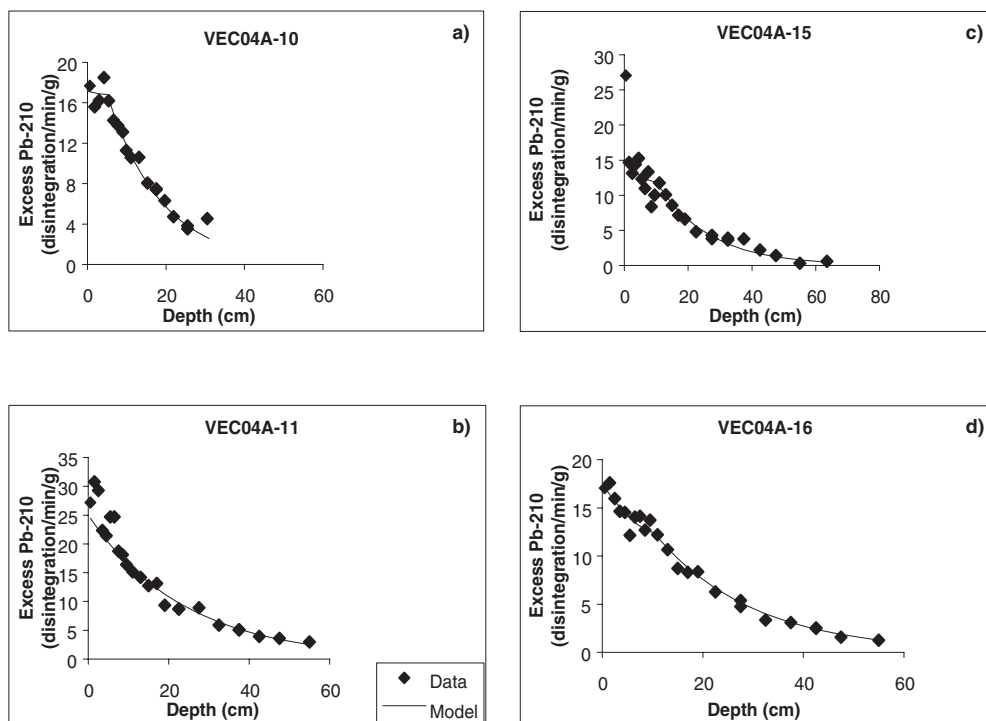 VEC04A-10
a)
Excess Pb-210
(disintegration/min/g)
20
16
12
8
4
0
0
20
40
60
Depth (cm)
VEC04A-15
c)
Excess Pb-210
(disintegration/min/g)
30
25
20
15
10
5
0
0
20
40
60
80
Depth (cm)
VEC04A-11
b)
Excess Pb-210
(disintegration/min/g)
35
30
25
20
15
10
5
0
0
20
40
60
Depth (cm)
Data
Model
VEC04A-16
d)
Excess Pb-210
(disintegration/min/g)
20
15
10
5
0
0
20
40
60
Depth (cm)